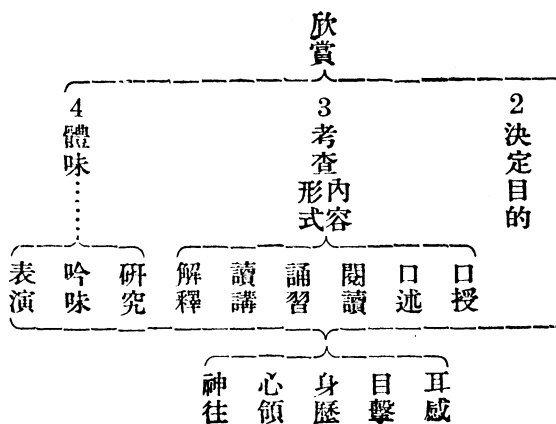 欣賞
2決定目的
3考查內容
形式
4體味⋯⋯
口授
口述
閱讀
誦習
讀講
解釋
研究
吟味
表演
耳感
目擊
身歷
心領
神往